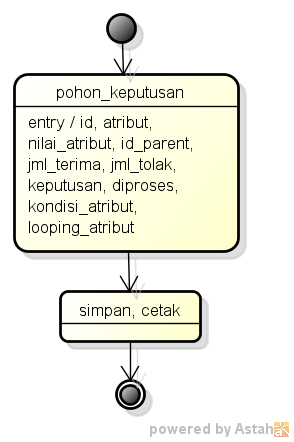 pohon_keputusan
entry / id, atribut,
nilai_atribut, id_parent,
jml_terima, jml_tolak,
keputusan, diproses,
kondisi_atribut,
looping_atribut
simpan, cetak
powered by Astah